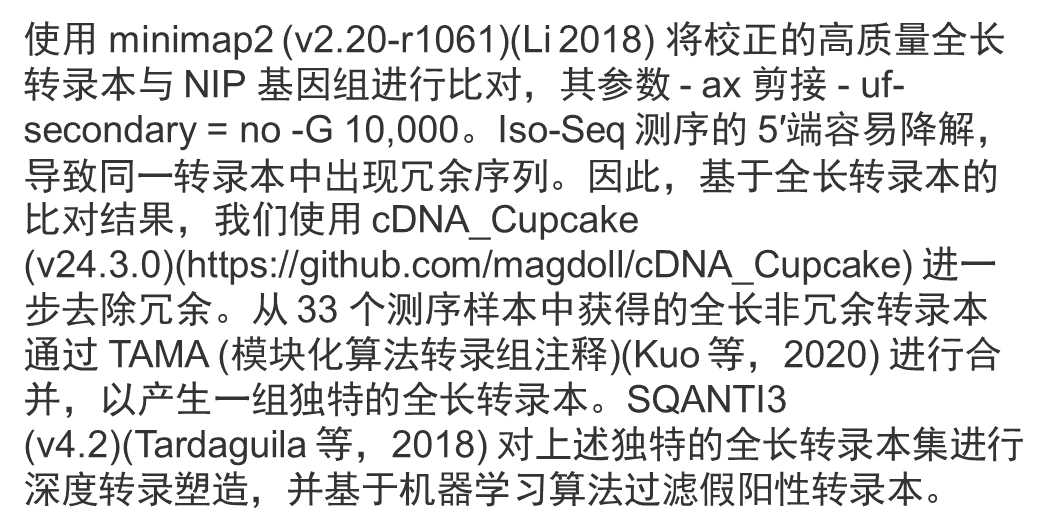 使用 minimap2 (v2.20-r1061)(Li 2018) 将校正的高质量全长
转录本与 NIP 基因组进行比对，其参数 - ax 剪接 - uf-
secondary = no -G 10,000。Iso-Seq 测序的 5′端容易降解，
导致同一转录本中出现冗余序列。因此，基于全长转录本的
比对结果，我们使用 cDNA_Cupcake
(v24.3.0)(https://github.com/magdoll/cDNA_Cupcake) 进一
步去除冗余。从 33 个测序样本中获得的全长非冗余转录本
通过 TAMA (模块化算法转录组注释)(Kuo 等，2020) 进行合
并，以产生一组独特的全长转录本。SQANTI3
(v4.2)(Tardaguila 等，2018) 对上述独特的全长转录本集进行
深度转录塑造，并基于机器学习算法过滤假阳性转录本。